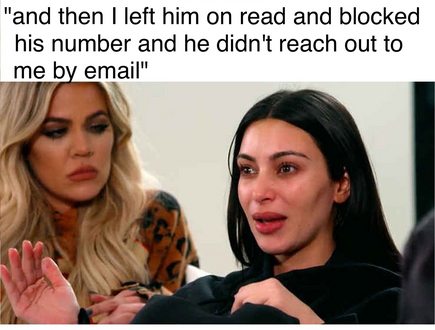 "and then I left him on read and blocked
his number and he didn't reach out to
me by email"